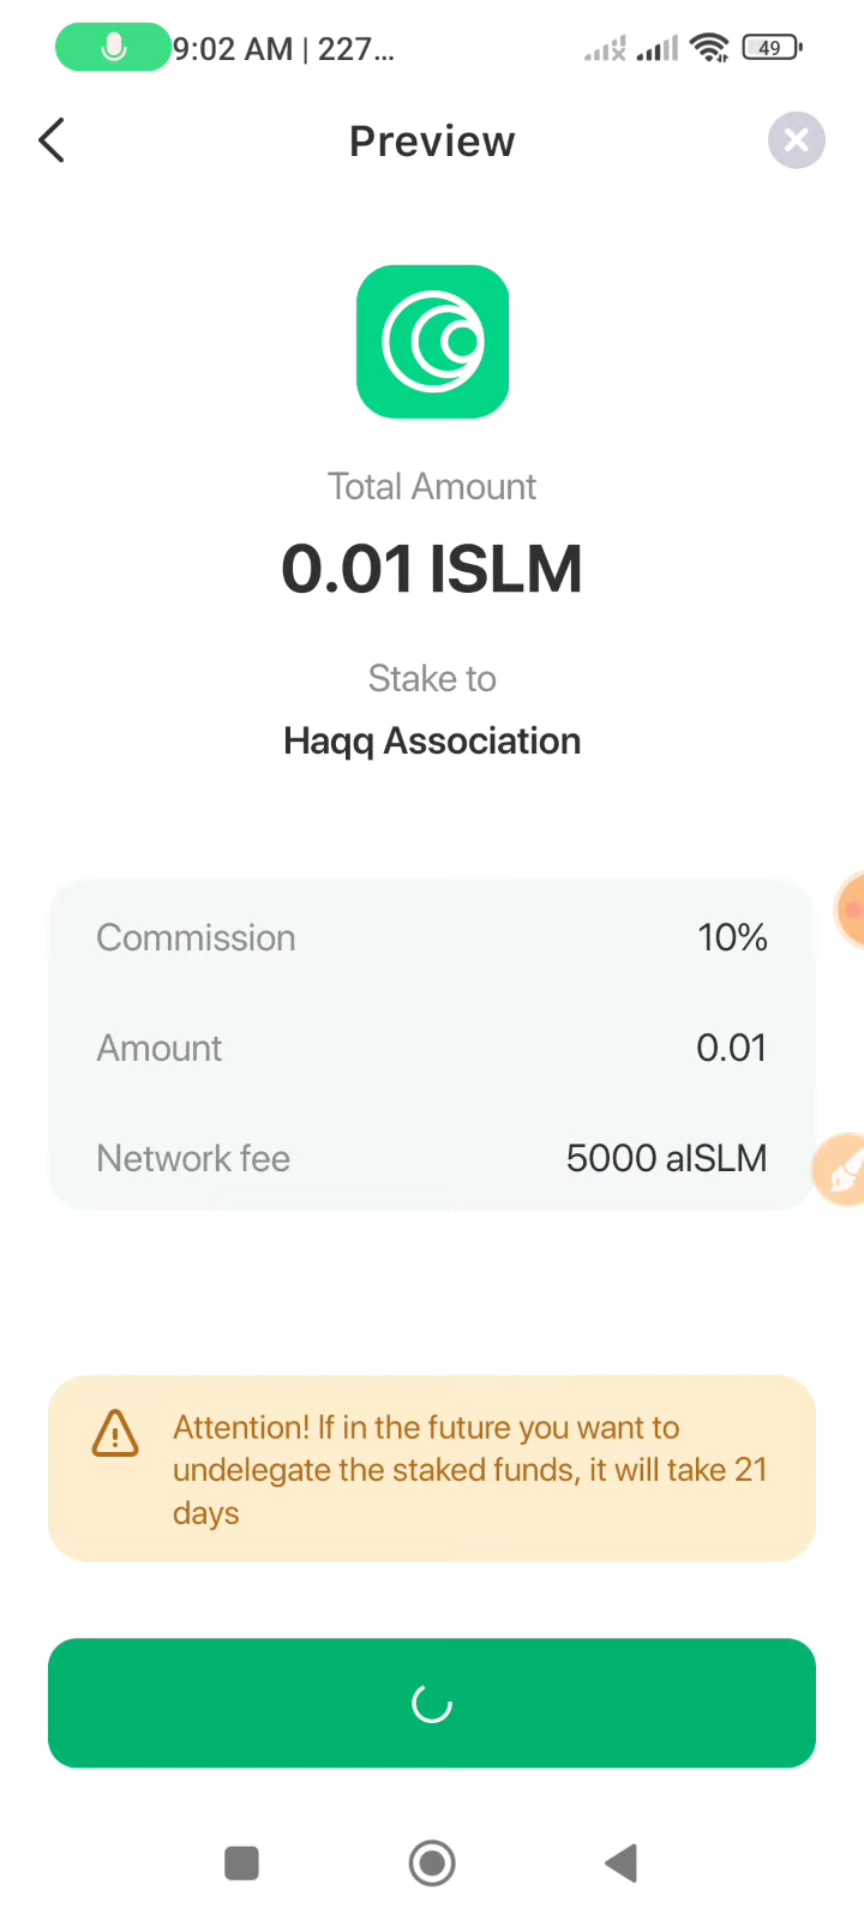 9:02 AM | 227...
49
Preview
Total Amount
0.01 ISLM
Stake to
Haqq Association
Commission 10%
Amount 0.01
Network fee 5000 aISLM
Attention! If in the future you want to
undelegate the staked funds, it will take 21
days